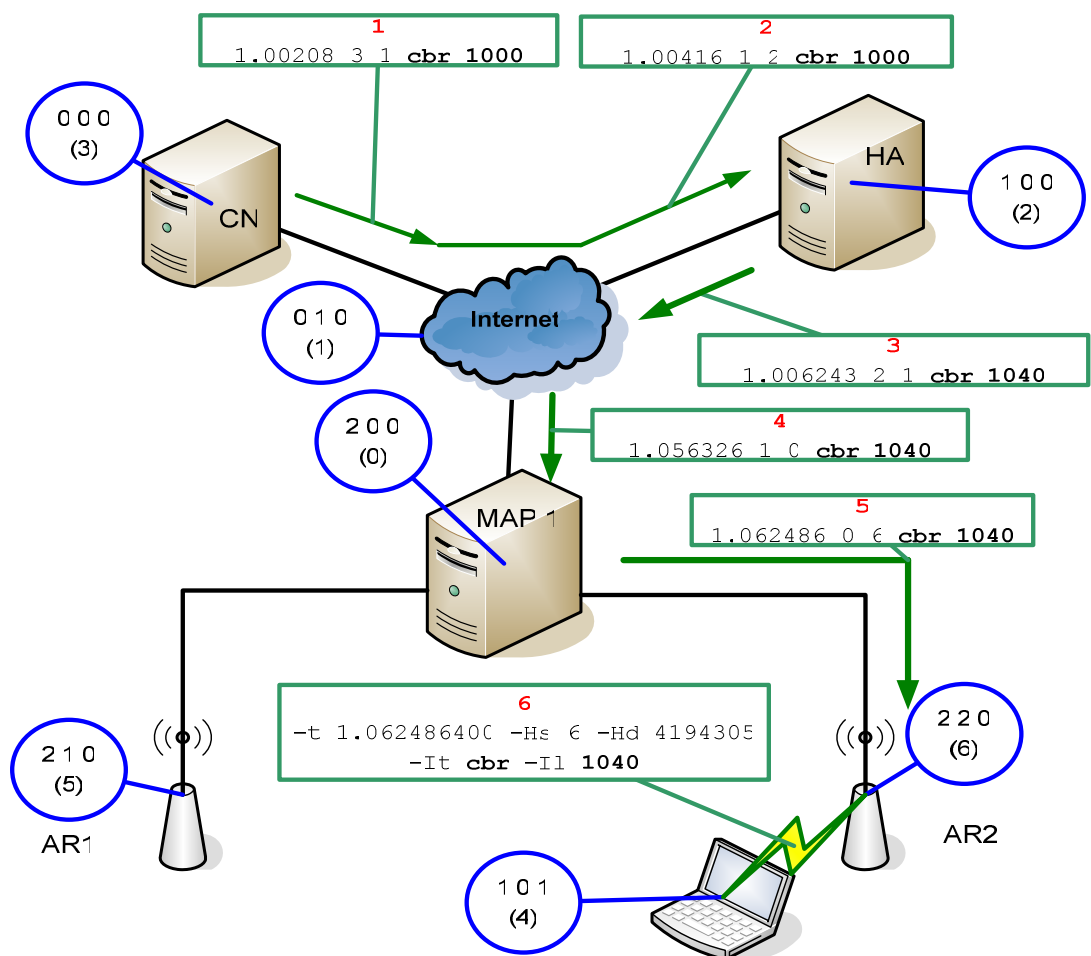 1
1.00208 3 1 cbr 1000
2
1.00416 1 2 cbr 1000
0 0 0
(3)
CN
HA
1 0 0
(2)
0 1 0
(1)
Internet
3
1.006243 2 1 cbr 1040
2 0 0
(0)
4
1.056326 1 0 cbr 1040
MAP 1
5
1.062486 0 6 cbr 1040
6
-t 1.062486400 -Hs 6 -Hd 4194305
-It cbr -Il 1040
2 1 0
(5)
AR1
2 2 0
(6)
AR2
1 0 1
(4)